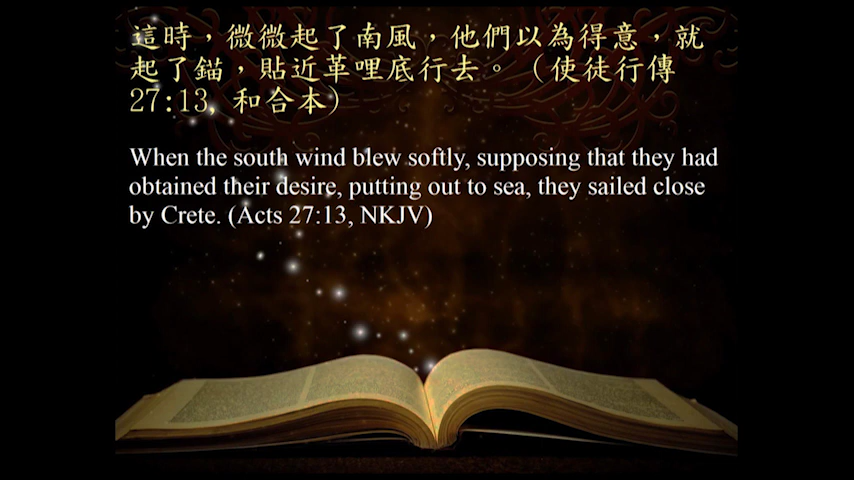 這時，微微起了南風，他們以為得意，就
起了錨，貼近革哩底行去。（使徒行傳
27:13, 和合本）
When the south wind blew softly, supposing that they had
obtained their desire, putting out to sea, they sailed close
by Crete. (Acts 27:13, NKJV)